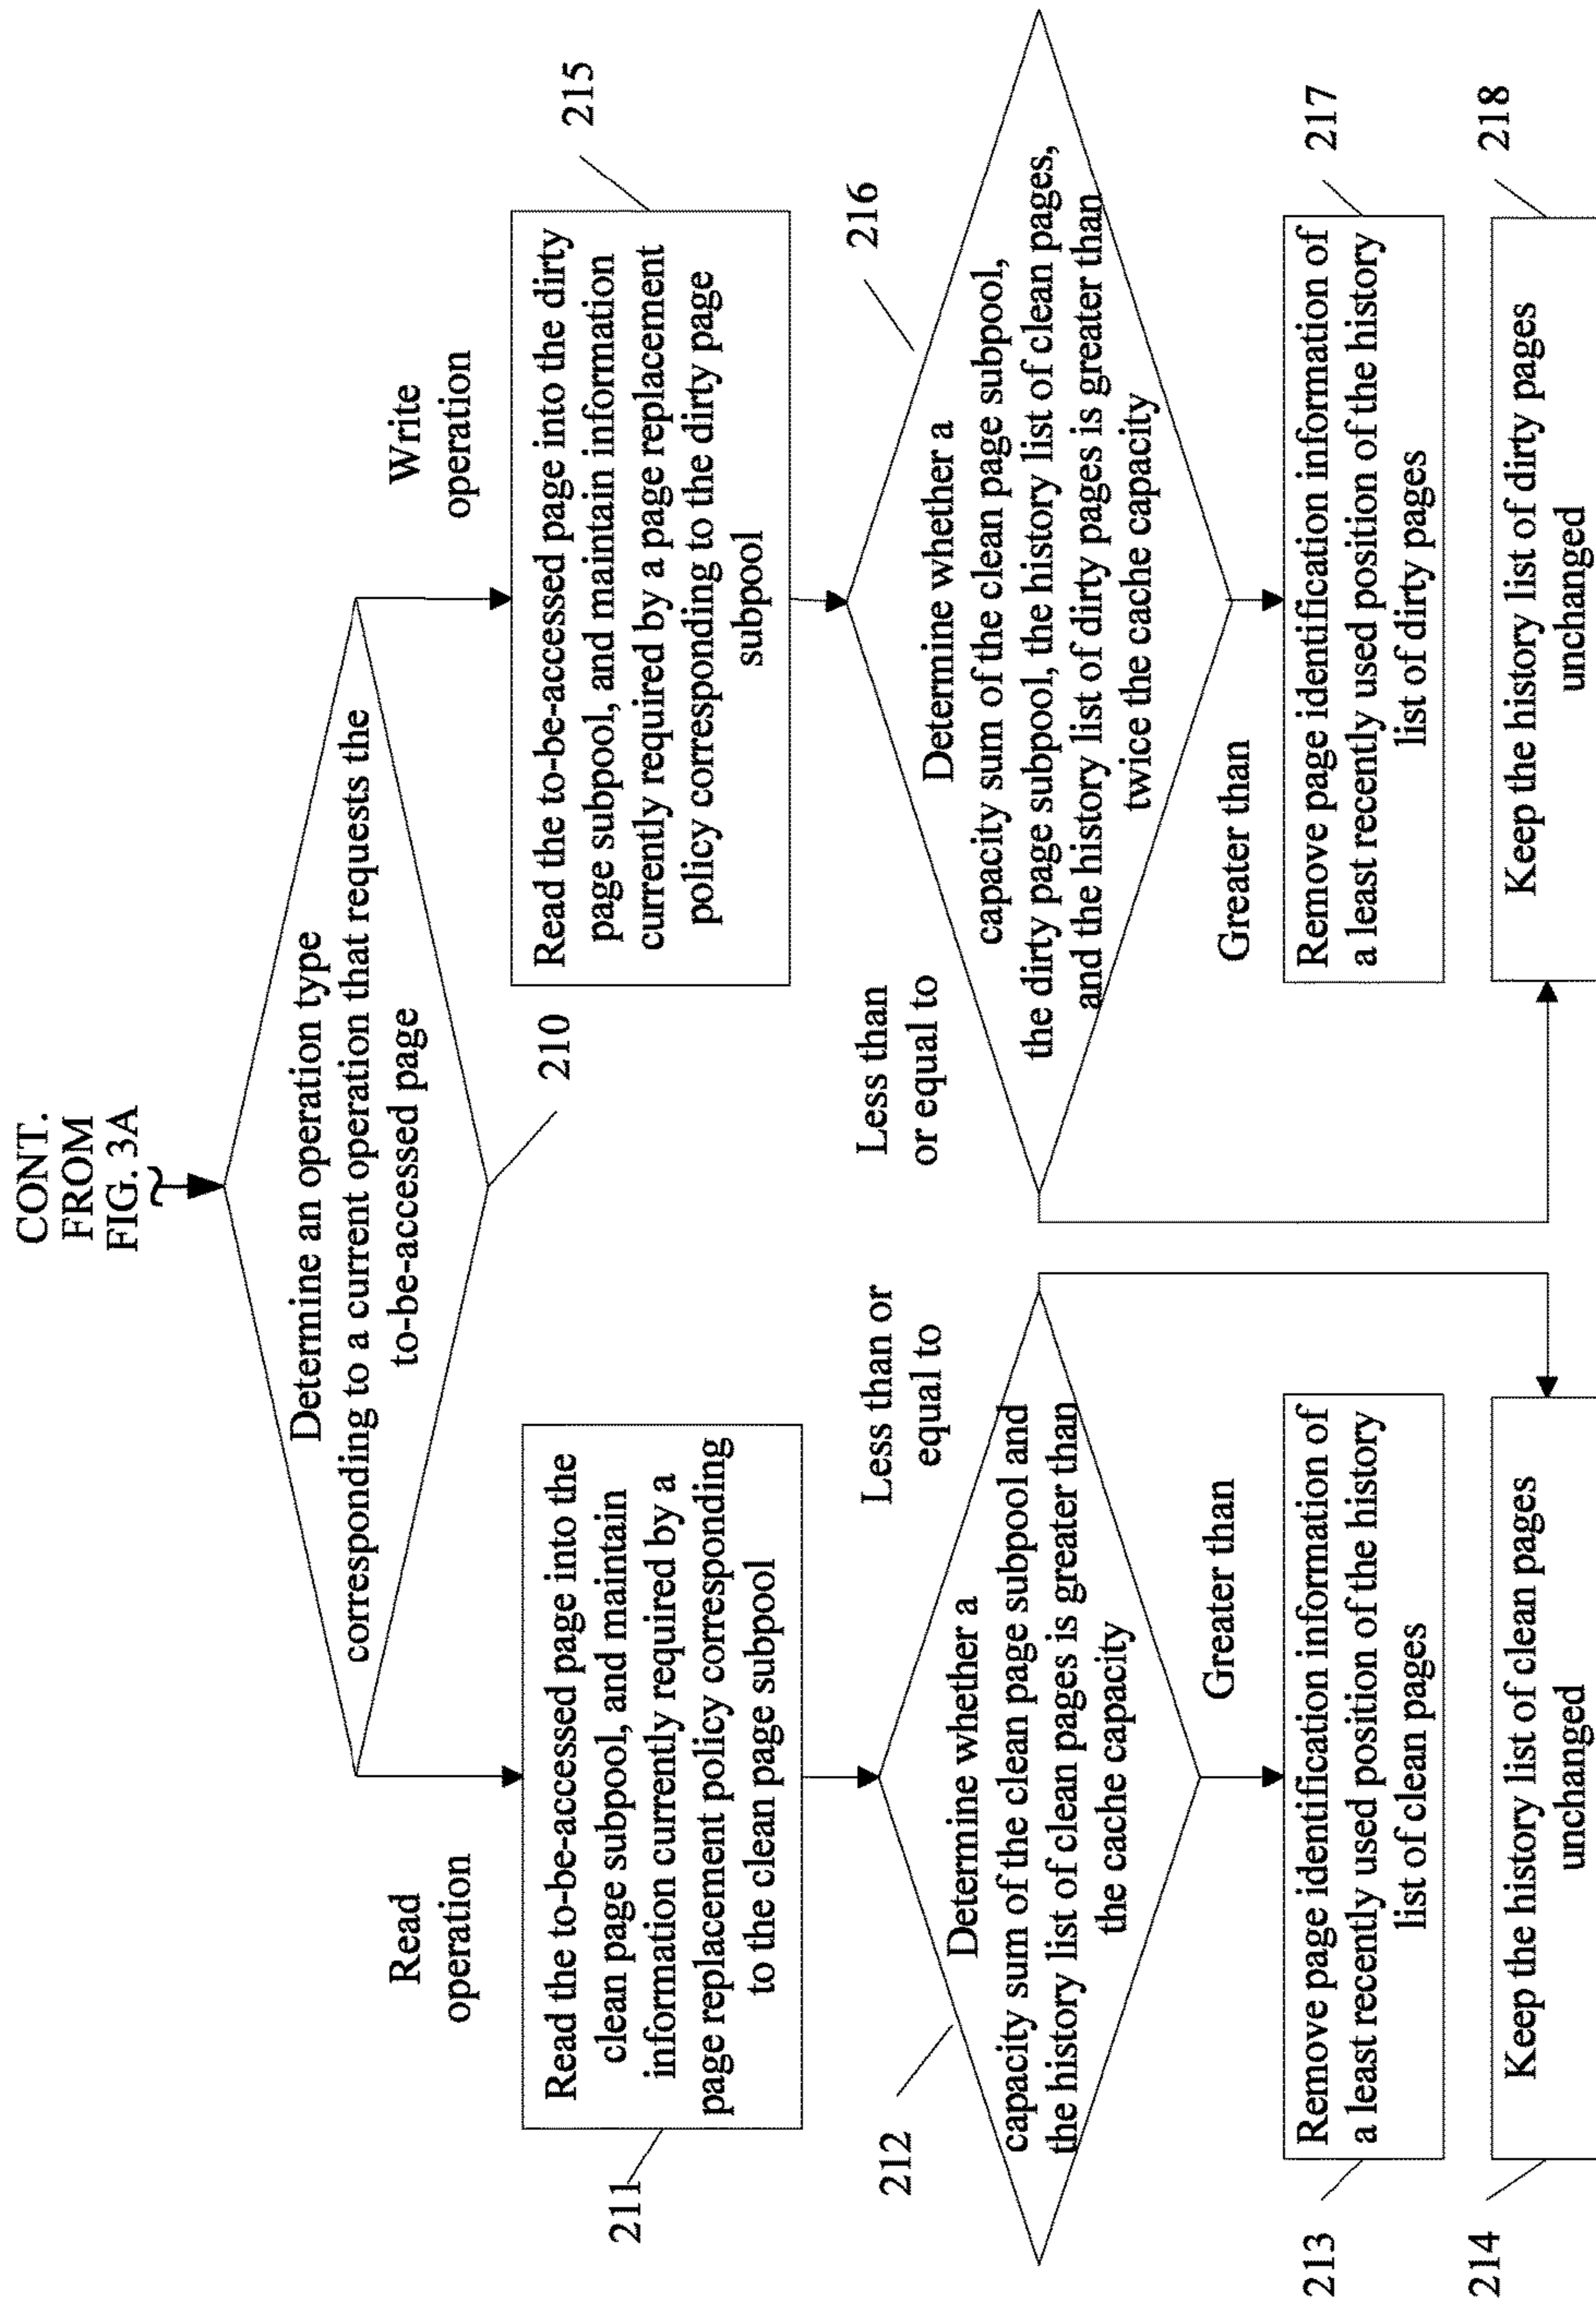 CONT.
FROM
FIG. 3A
Determine an operation type
corresponding to a current operation that requests the
to-be-accessed page
210
Read
operation
Write
operation
Read the to-be-accessed page into the
clean page subpool, and maintain
information currently required by a
page replacement policy corresponding
to the clean page subpool
211
Read the to-be-accessed page into the dirty
page subpool, and maintain information
currently required by a page replacement
policy corresponding to the dirty page
subpool
215
Determine whether a
capacity sum of the clean page subpool and
the history list of clean pages is greater than
the cache capacity
212
Less than or
equal to
Less than
or equal to
Determine whether a
capacity sum of the clean page subpool,
the dirty page subpool, the history list of clean pages,
and the history list of dirty pages is greater than
twice the cache capacity
216
Greater than
Greater than
Remove page identification information of
a least recently used position of the history
list of clean pages
213
Remove page identification information of
a least recently used position of the history
list of dirty pages
217
Keep the history list of clean pages
unchanged
214
Keep the history list of dirty pages
unchanged
218